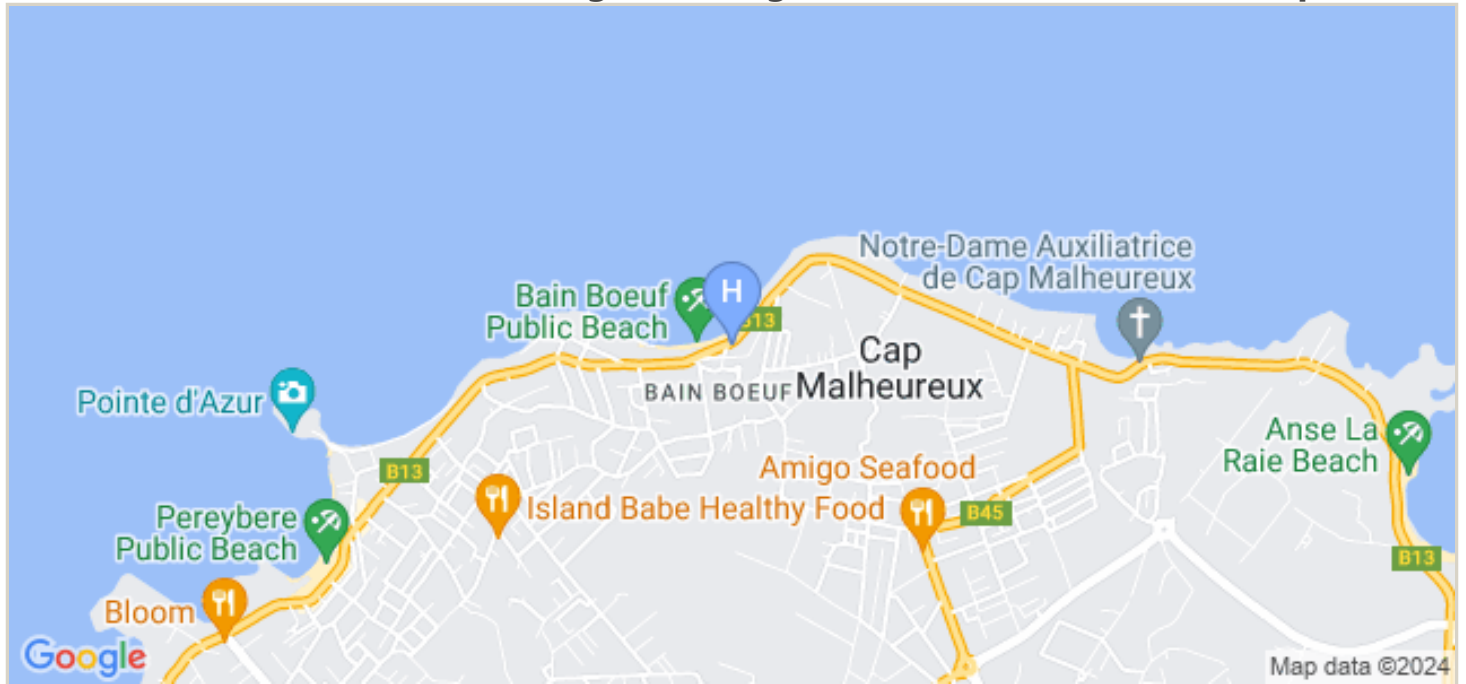 Notre-Dame Auxiliatrice
de Cap Malheureux
Bain Boeuf
Public Beach
H
B13
Cap
Malheureux
BAIN BOEUF
Pointe d'Azur
Anse La
Raie Beach
B13
Amigo Seafood
Island Babe Healthy Food
B45
Pereybere
Public Beach
B13
Bloom
Google
Map data ©2024